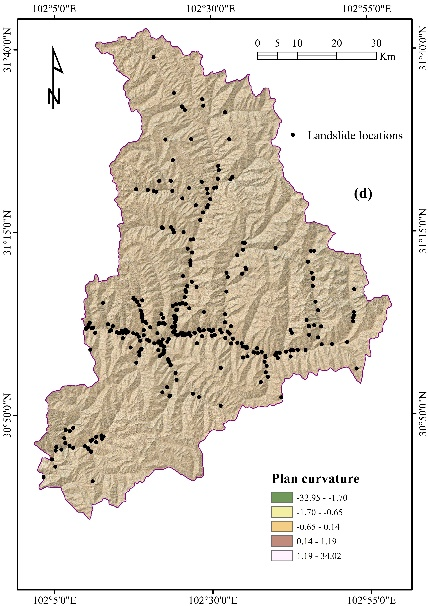 102°5'0"E 102°30'0"E 102°55'0"E
31°40'0"N 31°40'0"N
0 5 10 20 30
Km
N
Landslide locations
(d)
31°15'0"N 31°15'0"N
30°50'0"N 30°50'0"N
Plan curvature
-32.95 - -1.70
-1.70 - -0.65
-0.65 - 0.14
0.14 - 1.19
1.19 - 34.02
102°5'0"E 102°30'0"E 102°55'0"E